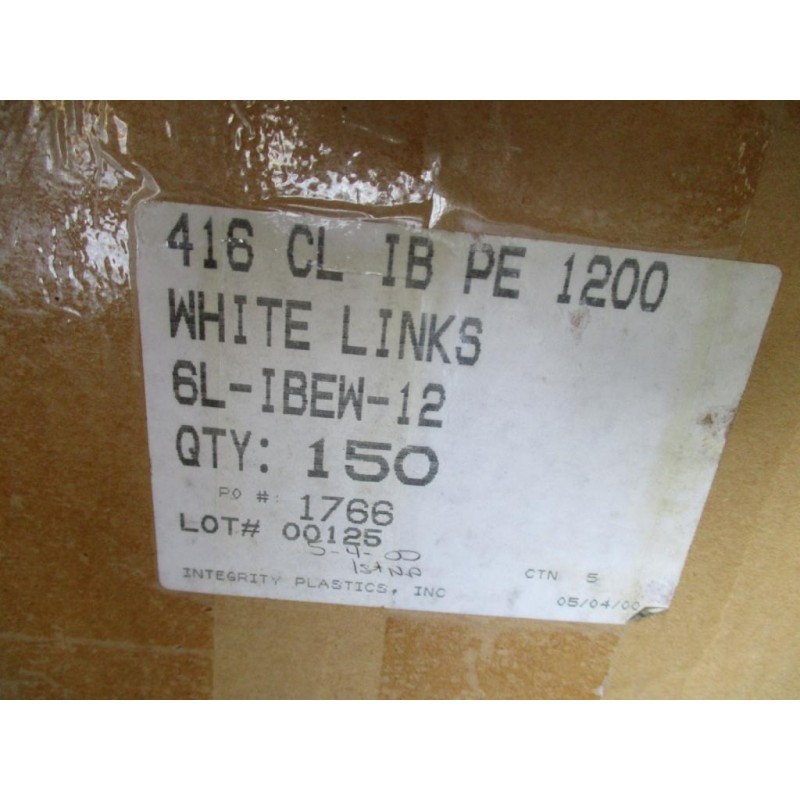 416 CL IB PE 1200
WHITE LINKS
6L-IBEW-12
QTY: 150
PO #: 1766
LOT# 00125
5-4-00
INTEGRITY PLASTICS, INC
CTN 5
05/04/00